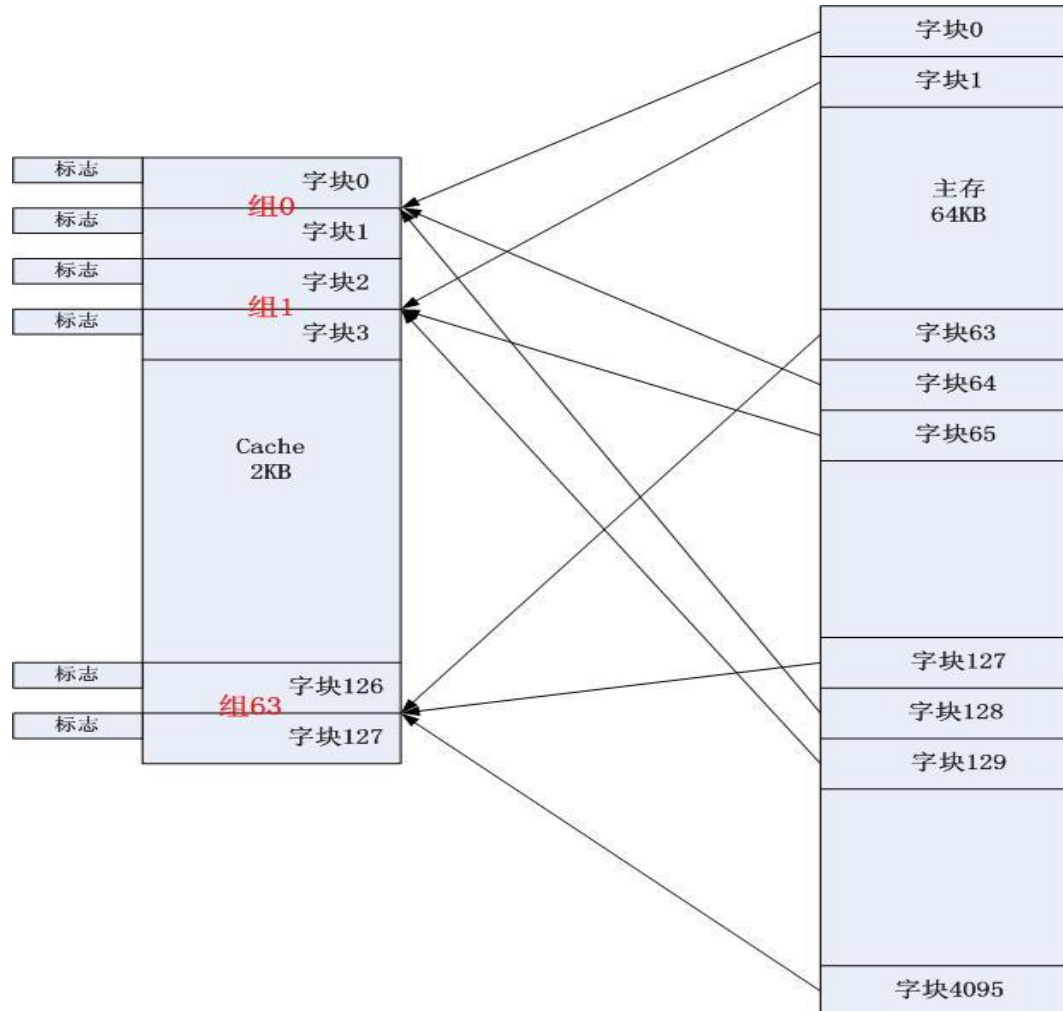 标志
字块0
组0
标志
字块1
标志
字块2
组1
标志
字块3
Cache
2KB
标志
字块126
组63
标志
字块127
字块0
字块1
主存
64KB
字块63
字块64
字块65
字块127
字块128
字块129
字块4095